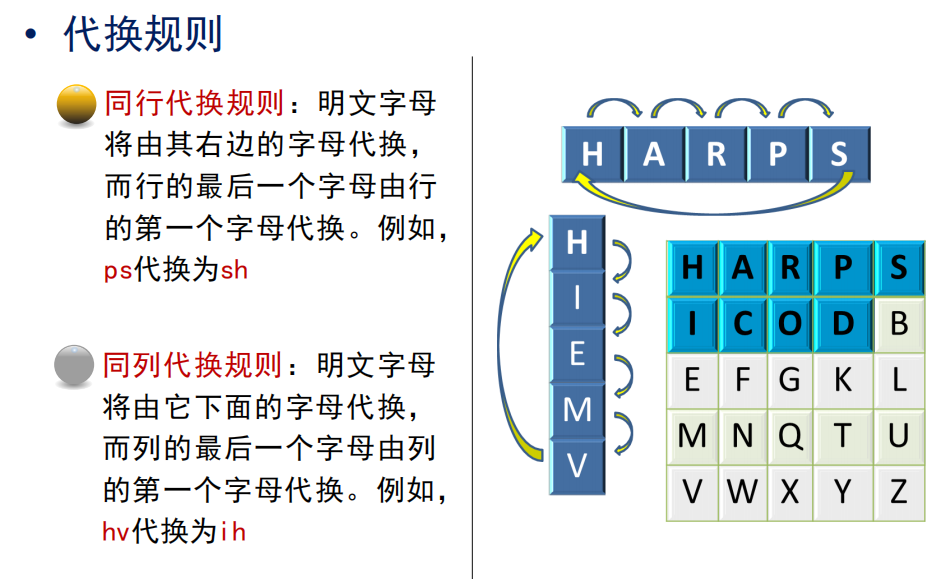 • 代换规则
同行代换规则：明文字母
将由其右边的字母代换，
而行的最后一个字母由行
的第一个字母代换。例如，
ps代换为sh
同列代换规则：明文字母
将由它下面的字母代换，
而列的最后一个字母由列
的第一个字母代换。例如，
hv代换为ih
H A R P S
H
I
E
M
V
H A R P S
I C O D B
E F G K L
M N Q T U
V W X Y Z